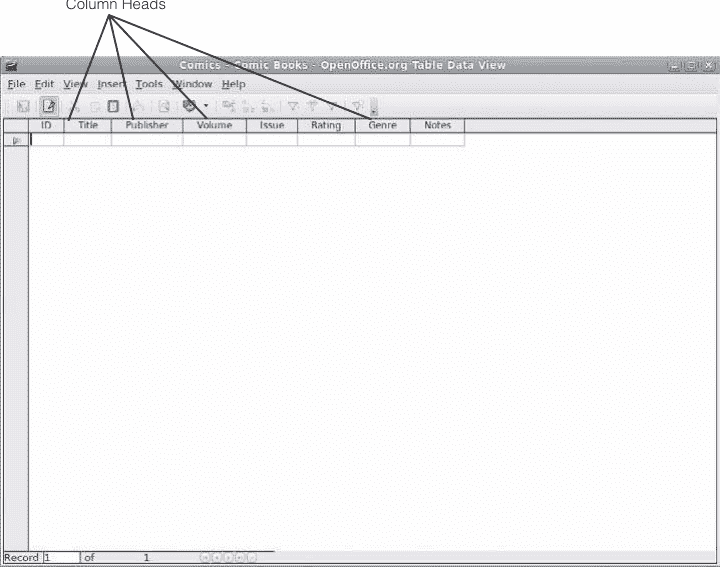 Column Heads
Comics - Comic Books - OpenOffice.org Table Data View
File Edit View Insert Tools Window Help
ID Title Publisher Volume Issue Rating Genre Notes
Record 1 of 1